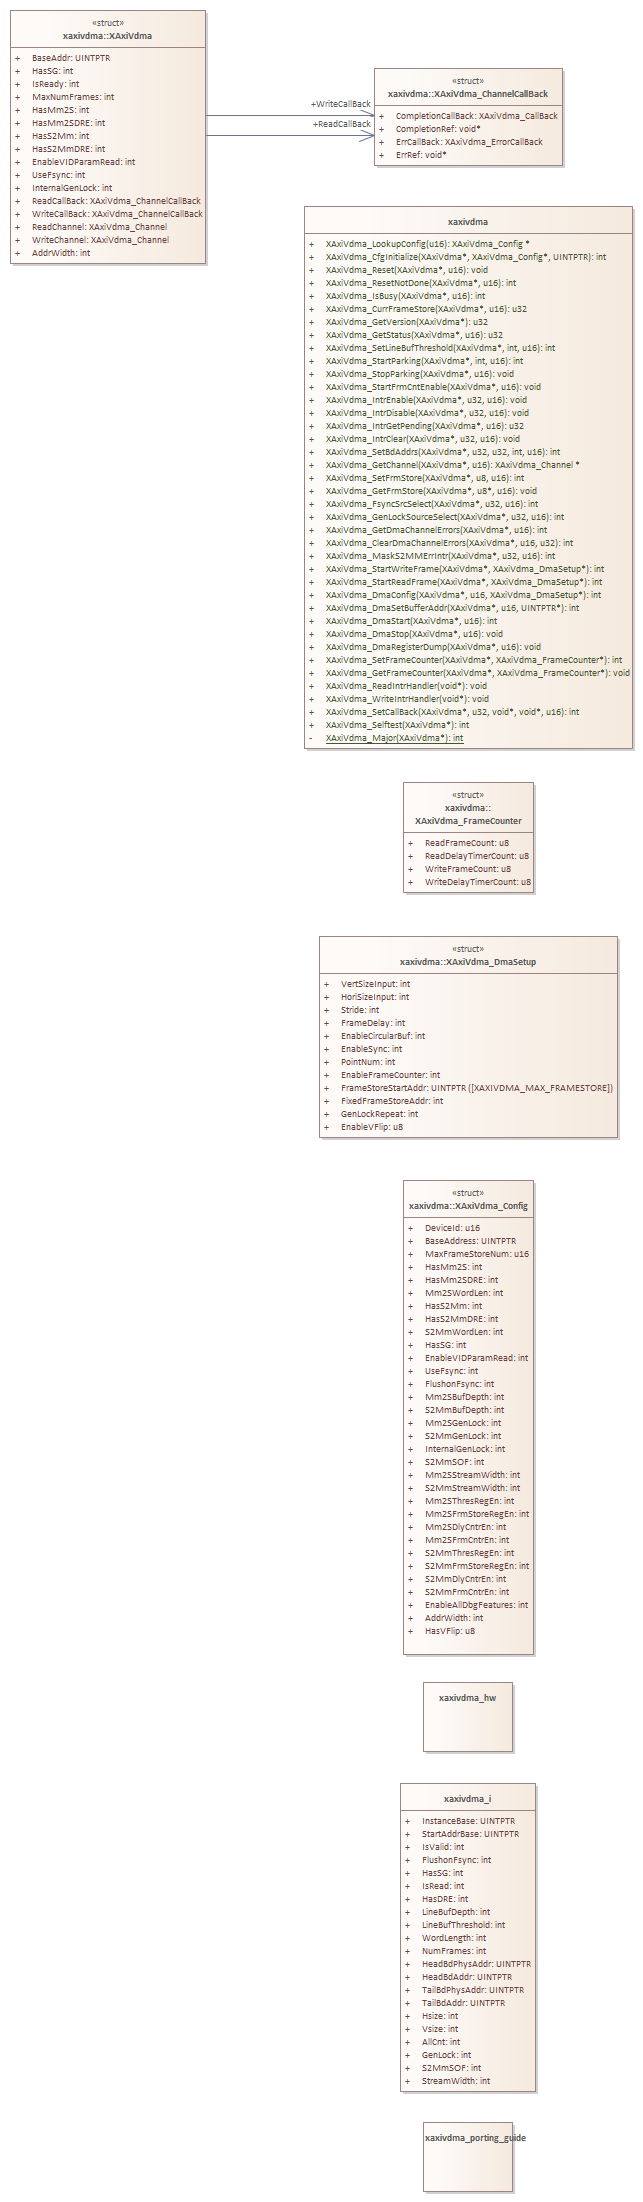 «struct»
xaxivdma::XAxiVdma
+ BaseAddr: UINTPTR
+ HasSG: int
+ IsReady: int
+ MaxNumFrames: int
+ HasMm2S: int
+ HasMm2SDRE: int
+ HasS2Mm: int
+ HasS2MmDRE: int
+ EnableVIDParamRead: int
+ UseFsync: int
+ InternalGenLock: int
+ ReadCallBack: XAxiVdma_ChannelCallBack
+ WriteCallBack: XAxiVdma_ChannelCallBack
+ ReadChannel: XAxiVdma_Channel
+ WriteChannel: XAxiVdma_Channel
+ AddrWidth: int
+WriteCallBack
+ReadCallBack
«struct»
xaxivdma::XAxiVdma_ChannelCallBack
+ CompletionCallBack: XAxiVdma_CallBack
+ CompletionRef: void*
+ ErrCallBack: XAxiVdma_ErrorCallBack
+ ErrRef: void*
xaxivdma
+ XAxiVdma_LookupConfig(u16): XAxiVdma_Config *
+ XAxiVdma_CfgInitialize(XAxiVdma*, XAxiVdma_Config*, UINTPTR): int
+ XAxiVdma_Reset(XAxiVdma*, u16): void
+ XAxiVdma_ResetNotDone(XAxiVdma*, u16): int
+ XAxiVdma_IsBusy(XAxiVdma*, u16): int
+ XAxiVdma_CurrFrameStore(XAxiVdma*, u16): u32
+ XAxiVdma_GetVersion(XAxiVdma*): u32
+ XAxiVdma_GetStatus(XAxiVdma*, u16): u32
+ XAxiVdma_SetLineBufThreshold(XAxiVdma*, int, u16): int
+ XAxiVdma_StartParking(XAxiVdma*, int, u16): int
+ XAxiVdma_StopParking(XAxiVdma*, u16): void
+ XAxiVdma_StartFrmCntEnable(XAxiVdma*, u16): void
+ XAxiVdma_IntrEnable(XAxiVdma*, u32, u16): void
+ XAxiVdma_IntrDisable(XAxiVdma*, u32, u16): void
+ XAxiVdma_IntrGetPending(XAxiVdma*, u16): u32
+ XAxiVdma_IntrClear(XAxiVdma*, u32, u16): void
+ XAxiVdma_SetBdAddrs(XAxiVdma*, u32, u32, int, u16): int
+ XAxiVdma_GetChannel(XAxiVdma*, u16): XAxiVdma_Channel *
+ XAxiVdma_SetFrmStore(XAxiVdma*, u8, u16): int
+ XAxiVdma_GetFrmStore(XAxiVdma*, u8*, u16): void
+ XAxiVdma_FsyncSrcSelect(XAxiVdma*, u32, u16): int
+ XAxiVdma_GenLockSourceSelect(XAxiVdma*, u32, u16): int
+ XAxiVdma_GetDmaChannelErrors(XAxiVdma*, u16): int
+ XAxiVdma_ClearDmaChannelErrors(XAxiVdma*, u16, u32): int
+ XAxiVdma_MaskS2MMErrIntr(XAxiVdma*, u32, u16): int
+ XAxiVdma_StartWriteFrame(XAxiVdma*, XAxiVdma_DmaSetup*): int
+ XAxiVdma_StartReadFrame(XAxiVdma*, XAxiVdma_DmaSetup*): int
+ XAxiVdma_DmaConfig(XAxiVdma*, u16, XAxiVdma_DmaSetup*): int
+ XAxiVdma_DmaSetBufferAddr(XAxiVdma*, u16, UINTPTR*): int
+ XAxiVdma_DmaStart(XAxiVdma*, u16): int
+ XAxiVdma_DmaStop(XAxiVdma*, u16): void
+ XAxiVdma_DmaRegisterDump(XAxiVdma*, u16): void
+ XAxiVdma_SetFrameCounter(XAxiVdma*, XAxiVdma_FrameCounter*): int
+ XAxiVdma_GetFrameCounter(XAxiVdma*, XAxiVdma_FrameCounter*): void
+ XAxiVdma_ReadIntrHandler(void*): void
+ XAxiVdma_WriteIntrHandler(void*): void
+ XAxiVdma_SetCallBack(XAxiVdma*, u32, void*, void*, u16): int
+ XAxiVdma_Selftest(XAxiVdma*): int
- XAxiVdma_Major(XAxiVdma*): int
«struct»
xaxivdma::
XAxiVdma_FrameCounter
+ ReadFrameCount: u8
+ ReadDelayTimerCount: u8
+ WriteFrameCount: u8
+ WriteDelayTimerCount: u8
«struct»
xaxivdma::XAxiVdma_DmaSetup
+ VertSizeInput: int
+ HoriSizeInput: int
+ Stride: int
+ FrameDelay: int
+ EnableCircularBuf: int
+ EnableSync: int
+ PointNum: int
+ EnableFrameCounter: int
+ FrameStoreStartAddr: UINTPTR ([XAXIVDMA_MAX_FRAMESTORE])
+ FixedFrameStoreAddr: int
+ GenLockRepeat: int
+ EnableVFlip: u8
«struct»
xaxivdma::XAxiVdma_Config
+ DeviceId: u16
+ BaseAddress: UINTPTR
+ MaxFrameStoreNum: u16
+ HasMm2S: int
+ HasMm2SDRE: int
+ Mm2SWordLen: int
+ HasS2Mm: int
+ HasS2MmDRE: int
+ S2MmWordLen: int
+ HasSG: int
+ EnableVIDParamRead: int
+ UseFsync: int
+ FlushonFsync: int
+ Mm2SBufDepth: int
+ S2MmBufDepth: int
+ Mm2SGenLock: int
+ S2MmGenLock: int
+ InternalGenLock: int
+ S2MmSOF: int
+ Mm2SStreamWidth: int
+ S2MmStreamWidth: int
+ Mm2SThresRegEn: int
+ Mm2SFrmStoreRegEn: int
+ Mm2SDlyCntrEn: int
+ Mm2SFrmCntrEn: int
+ S2MmThresRegEn: int
+ S2MmFrmStoreRegEn: int
+ S2MmDlyCntrEn: int
+ S2MmFrmCntrEn: int
+ EnableAllDbgFeatures: int
+ AddrWidth: int
+ HasVFlip: u8
xaxivdma_hw
xaxivdma_i
+ InstanceBase: UINTPTR
+ StartAddrBase: UINTPTR
+ IsValid: int
+ FlushonFsync: int
+ HasSG: int
+ IsRead: int
+ HasDRE: int
+ LineBufDepth: int
+ LineBufThreshold: int
+ WordLength: int
+ NumFrames: int
+ HeadBdPhysAddr: UINTPTR
+ HeadBdAddr: UINTPTR
+ TailBdPhysAddr: UINTPTR
+ TailBdAddr: UINTPTR
+ Hsize: int
+ Vsize: int
+ AllCnt: int
+ GenLock: int
+ S2MmSOF: int
+ StreamWidth: int
xaxivdma_porting_guide